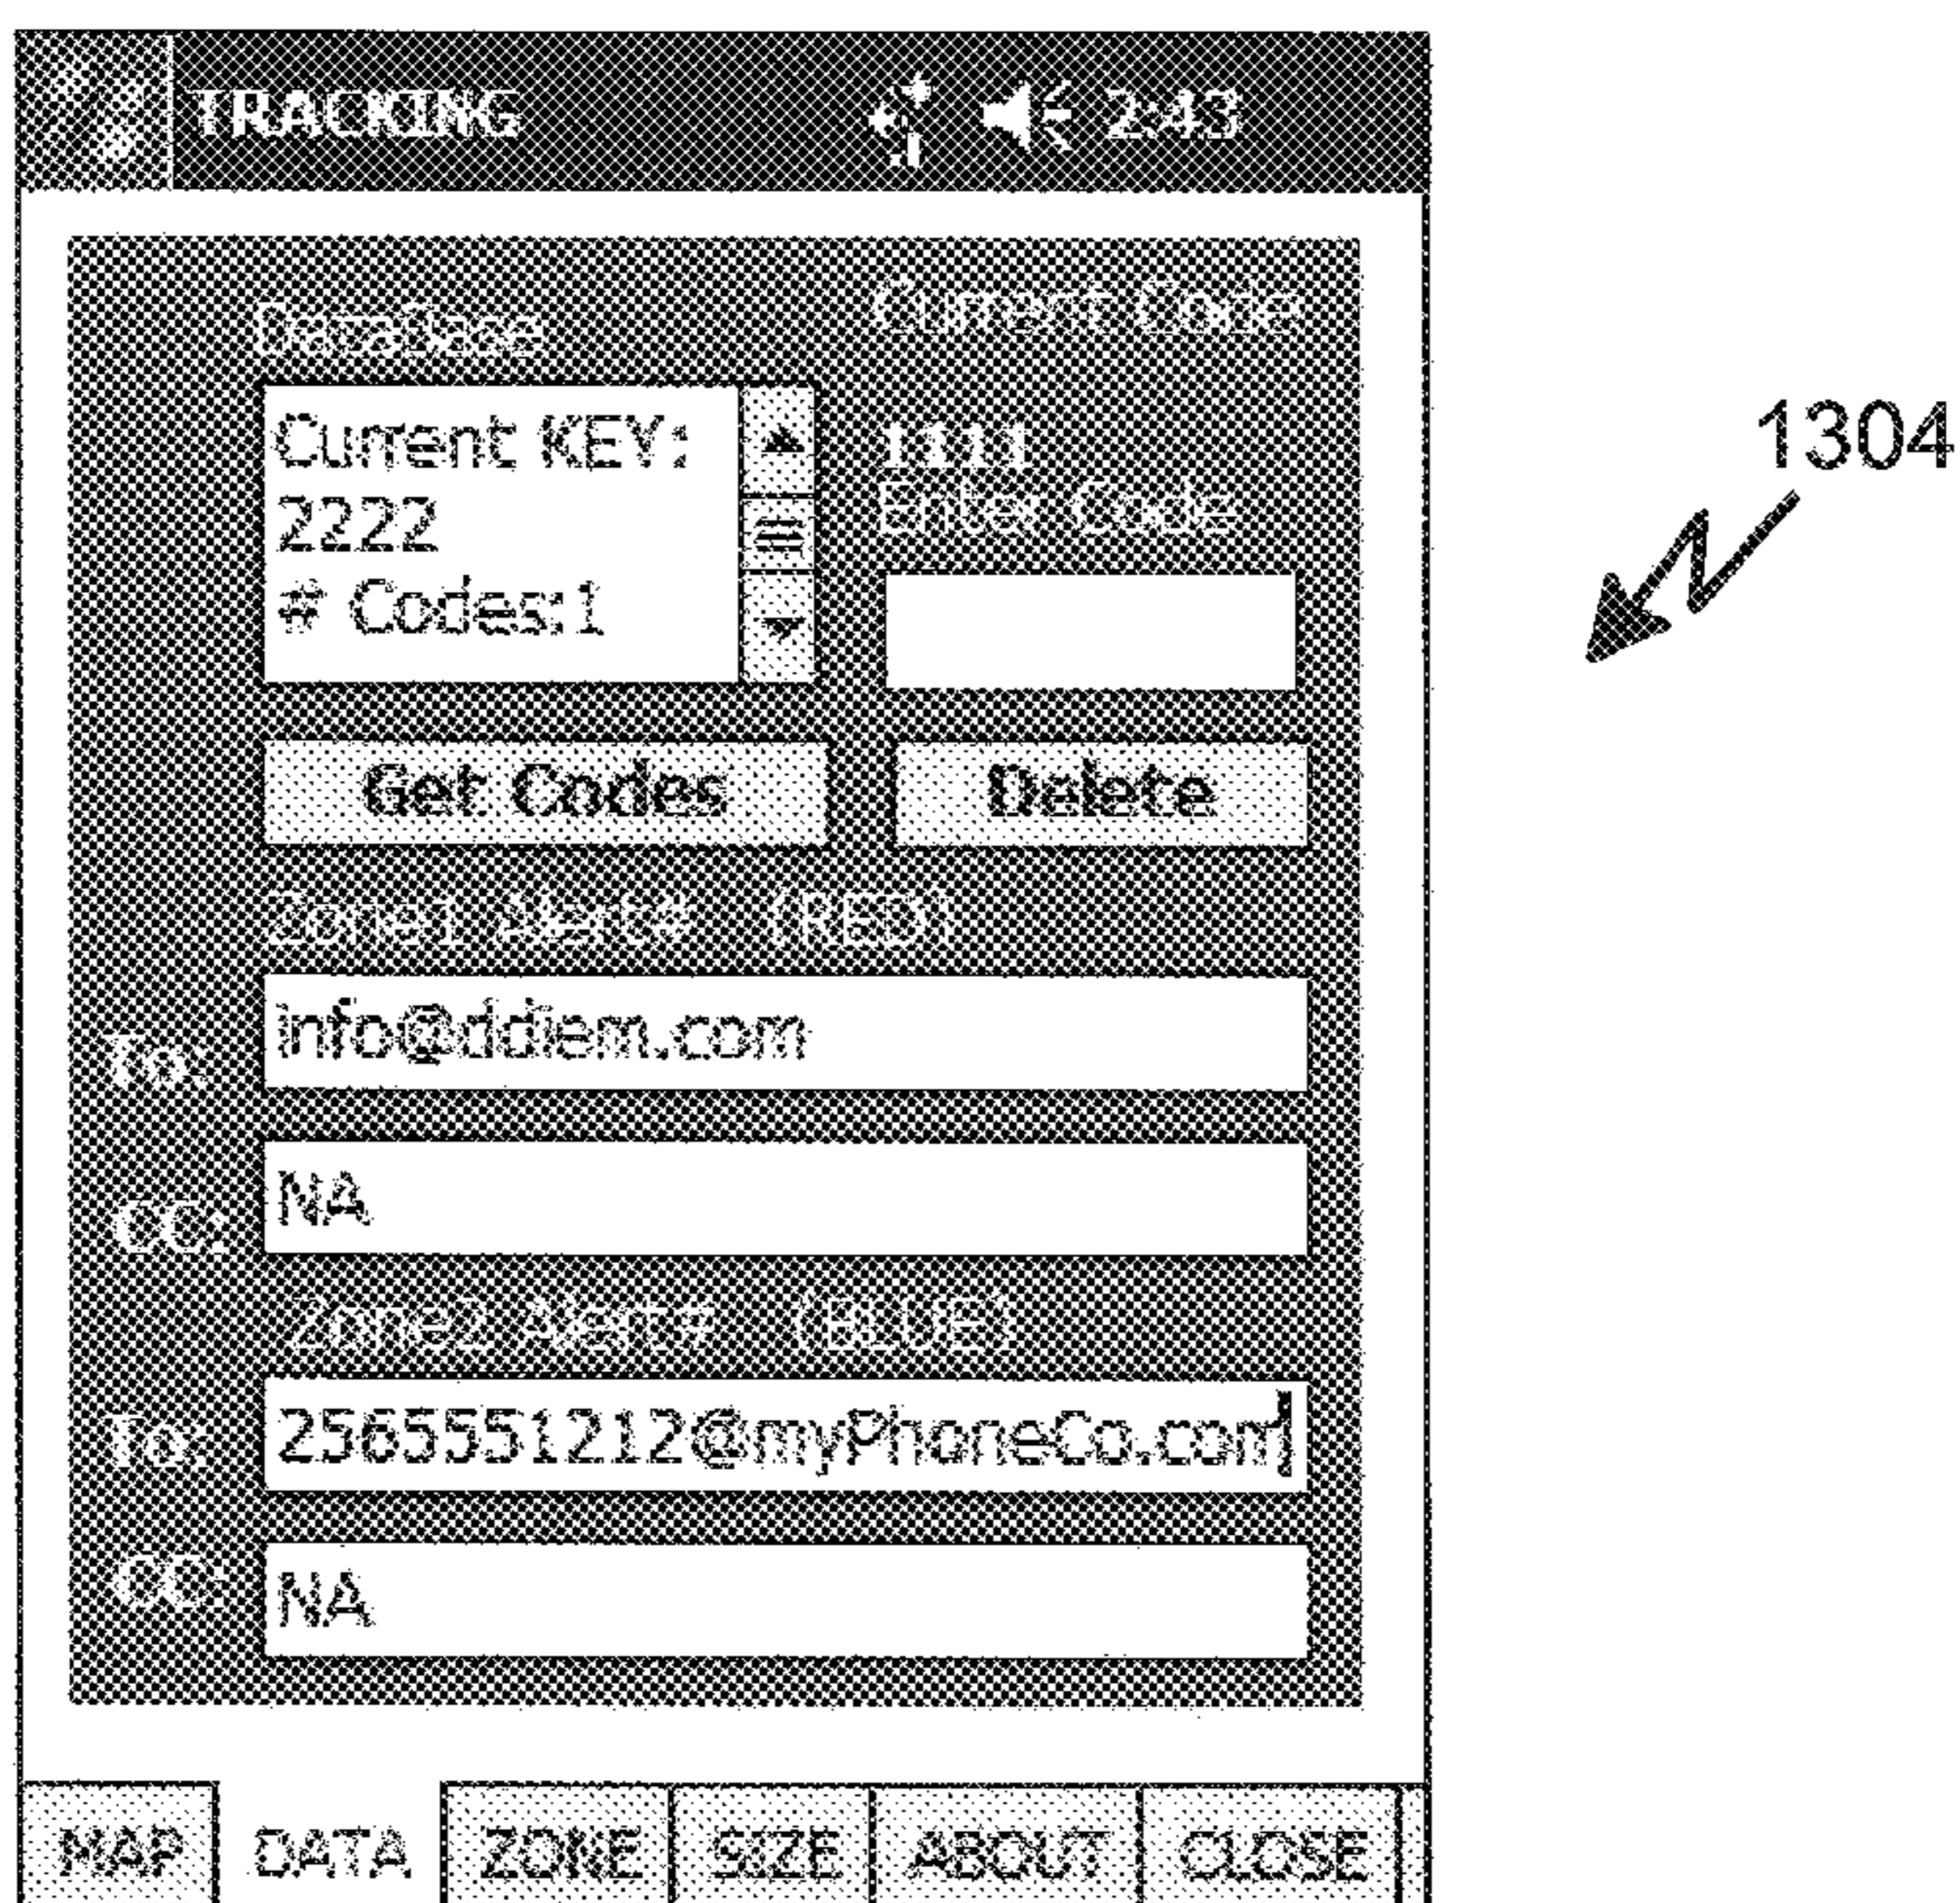 TRACKING 2:43
DataBase
Current Code
Current KEY:
2222
# Codes:1
1111
Enter Code
1304
Get Codes
Delete
Zone1 Alert# (RED)
To: info@ddiem.com
CC: NA
Zone2 Alert# (BLUE)
To: 2565551212@myPhoneCo.com
CC: NA
MAP DATA ZONE SIZE ABOUT CLOSE